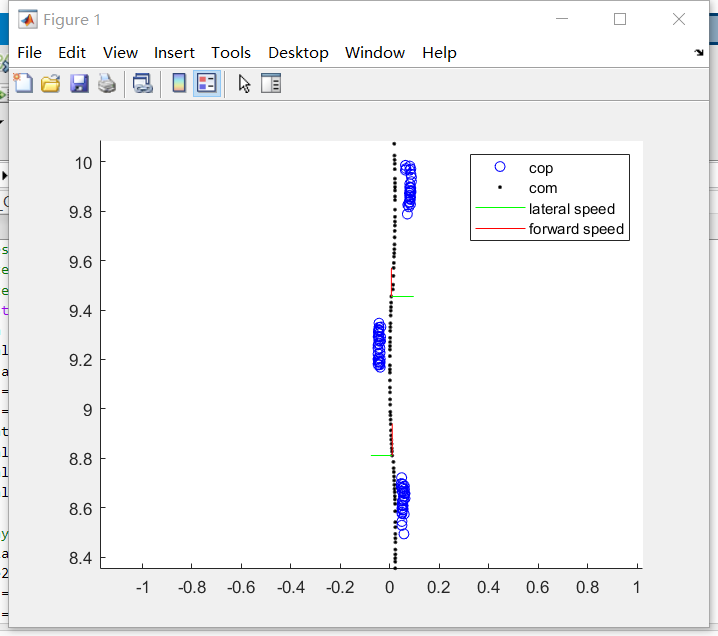 Figure 1
File Edit View Insert Tools Desktop Window Help
10
9.8
9.6
9.4
9.2
9
8.8
8.6
8.4
-1 -0.8 -0.6 -0.4 -0.2 0 0.2 0.4 0.6 0.8 1
cop
com
lateral speed
forward speed